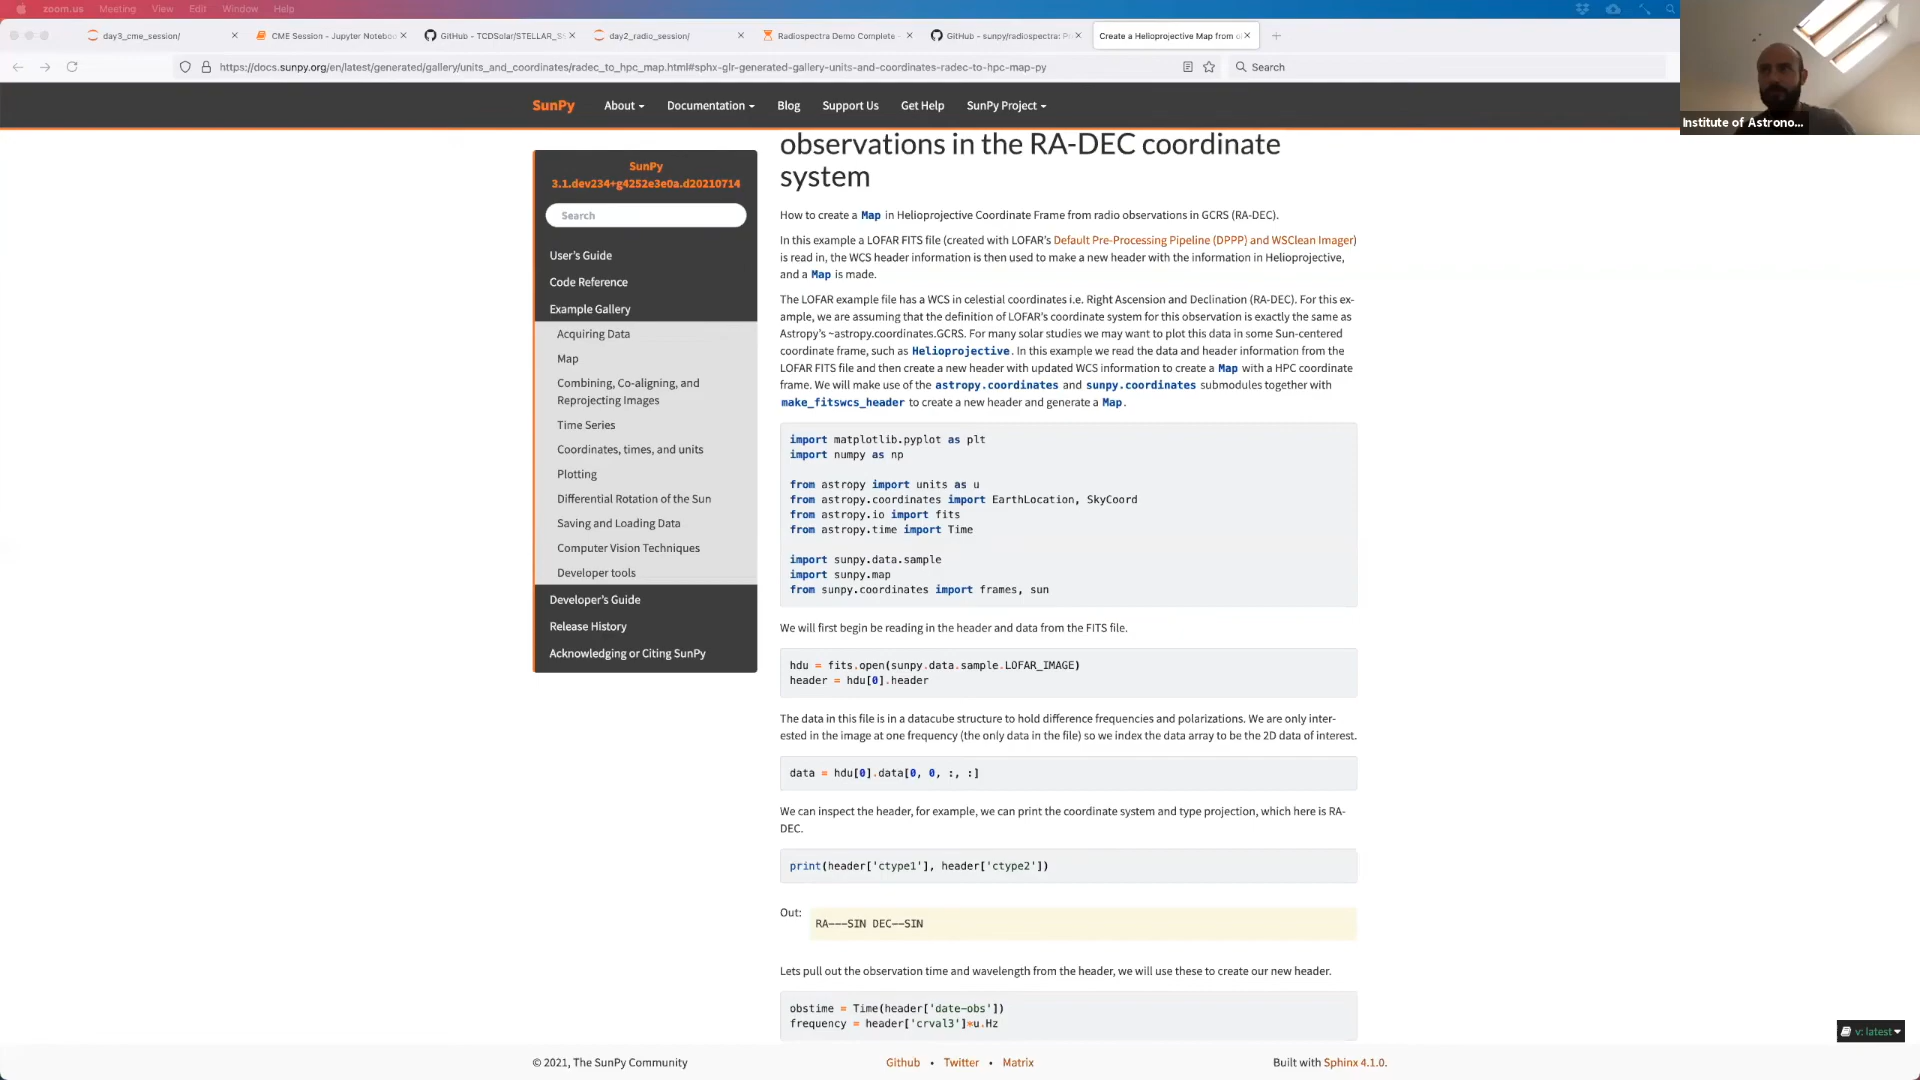 zoom.us Meeting View Edit Window Help
day3_cme_session/
CME Session - Jupyter Noteboo
GitHub - TCDSolar/STELLAR_S
day2_radio_session/
Radiospectra Demo Complete -
GitHub - sunpy/radiospectra: P
Create a Helioprojective Map from o
https://docs.sunpy.org/en/latest/generated/gallery/units_and_coordinates/radec_to_hpc_map.html#sphx-glr-generated-gallery-units-and-coordinates-radec-to-hpc-map-py
Search
Institute of Astrono...
SunPy About Documentation Blog Support Us Get Help SunPy Project
SunPy
3.1.dev234+g4252e3e0a.d20210714
Search
User's Guide
Code Reference
Example Gallery
Acquiring Data
Map
Combining, Co-aligning, and
Reprojecting Images
Time Series
Coordinates, times, and units
Plotting
Differential Rotation of the Sun
Saving and Loading Data
Computer Vision Techniques
Developer tools
Developer's Guide
Release History
Acknowledging or Citing SunPy
observations in the RA-DEC coordinate
system
How to create a Map in Helioprojective Coordinate Frame from radio observations in GCRS (RA-DEC).
In this example a LOFAR FITS file (created with LOFAR's Default Pre-Processing Pipeline (DPPP) and WSClean Imager)
is read in, the WCS header information is then used to make a new header with the information in Helioprojective,
and a Map is made.
The LOFAR example file has a WCS in celestial coordinates i.e. Right Ascension and Declination (RA-DEC). For this ex-
ample, we are assuming that the definition of LOFAR's coordinate system for this observation is exactly the same as
Astropy's ~astropy.coordinates.GCRS. For many solar studies we may want to plot this data in some Sun-centered
coordinate frame, such as Helioprojective. In this example we read the data and header information from the
LOFAR FITS file and then create a new header with updated WCS information to create a Map with a HPC coordinate
frame. We will make use of the astropy.coordinates and sunpy.coordinates submodules together with
make_fitswcs_header to create a new header and generate a Map.
import matplotlib.pyplot as plt
import numpy as np
from astropy import units as u
from astropy.coordinates import EarthLocation, SkyCoord
from astropy.io import fits
from astropy.time import Time
import sunpy.data.sample
import sunpy.map
from sunpy.coordinates import frames, sun
We will first begin be reading in the header and data from the FITS file.
hdu = fits.open(sunpy.data.sample.LOFAR_IMAGE)
header = hdu[0].header
The data in this file is in a datacube structure to hold difference frequencies and polarizations. We are only inter-
ested in the image at one frequency (the only data in the file) so we index the data array to be the 2D data of interest.
data = hdu[0].data[0, 0, :, :]
We can inspect the header, for example, we can print the coordinate system and type projection, which here is RA-
DEC.
print(header['ctype1'], header['ctype2'])
Out:
RA---SIN DEC--SIN
Lets pull out the observation time and wavelength from the header, we will use these to create our new header.
obstime = Time(header['date-obs'])
frequency = header['crval3']*u.Hz
v: latest
© 2021, The SunPy Community
Github • Twitter • Matrix
Built with Sphinx 4.1.0.